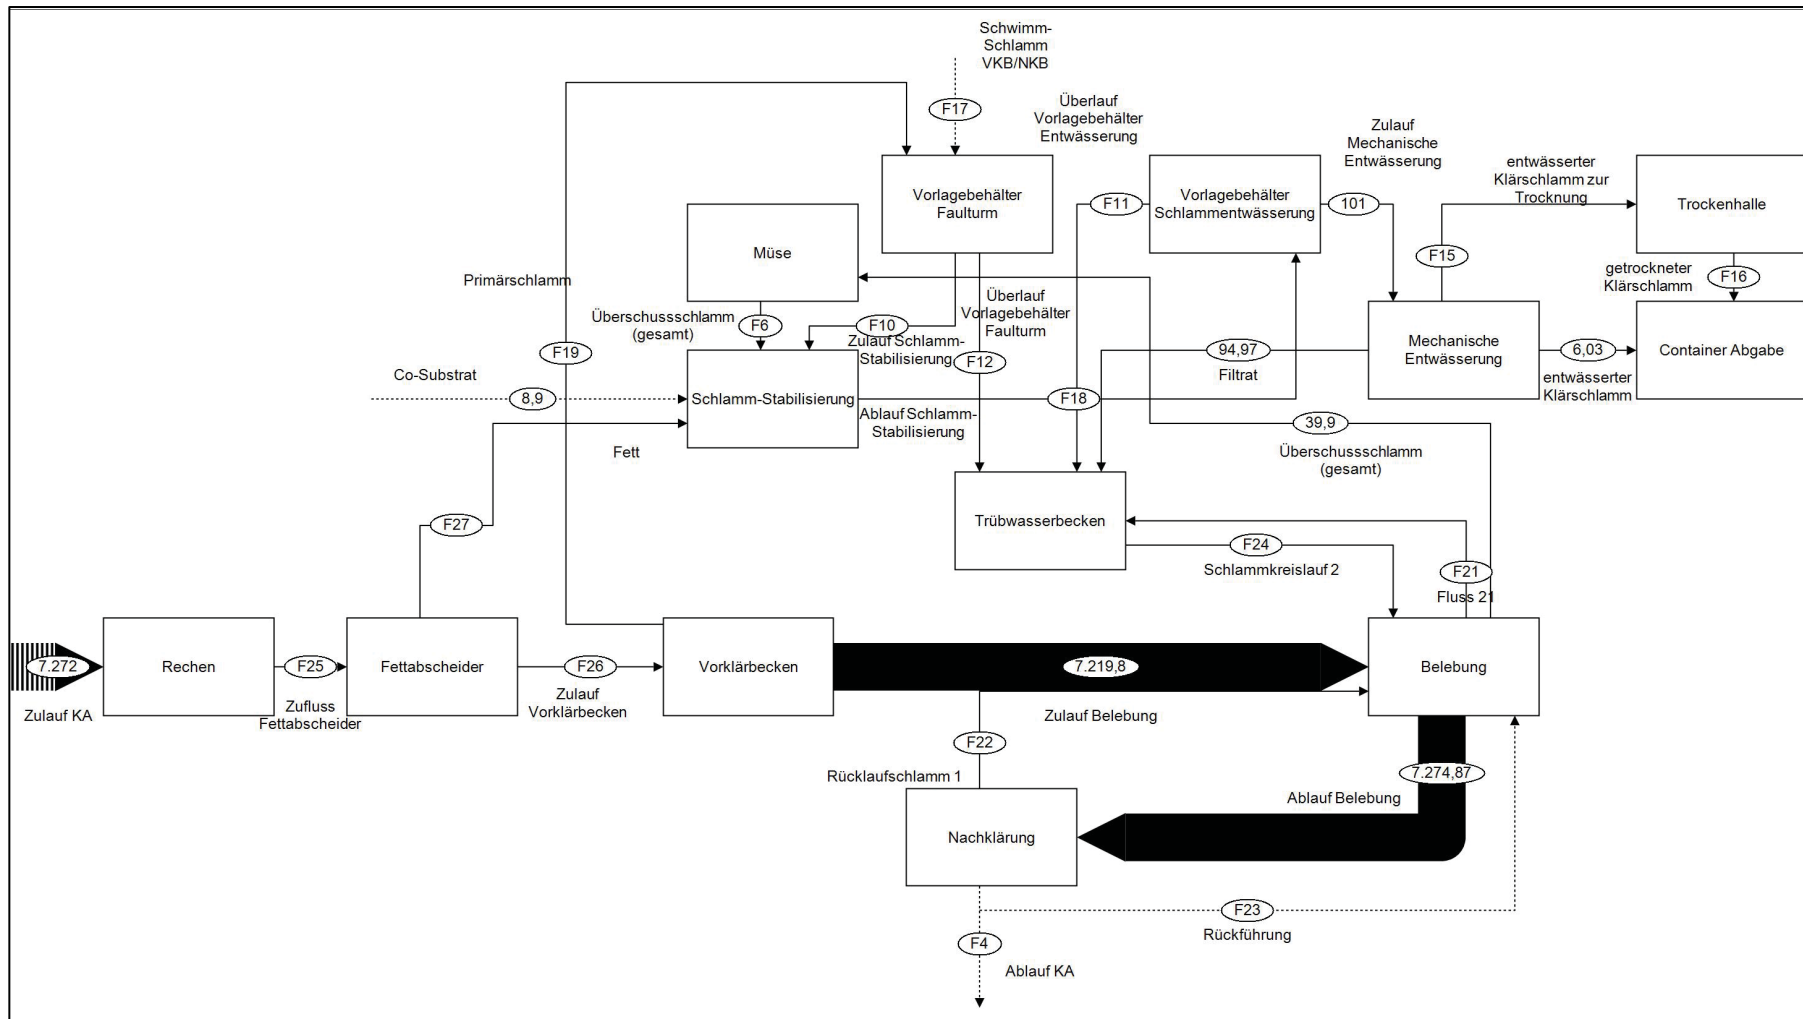 Schwimm-
Schlamm
VKB/NKB
F17
Überlauf
Vorlagebehälter
Entwässerung
Zulauf
Mechanische
Entwässerung
entwässerter
Klärschlamm zur
Trocknung
Vorlagebehälter
Faulturm
F11
Vorlagebehälter
Schlammentwässerung
101
Trockenhalle
Müse
F15
getrockneter
Klärschlamm
F16
Primärschlamm
Überschussschlamm
(gesamt)
F6
F10
Überlauf
Vorlagebehälter
Faulturm
Zulauf Schlamm-
Stabilisierung
F19
F12
94,97
Filtrat
Mechanische
Entwässerung
6,03
Container Abgabe
entwässerter
Klärschlamm
Co-Substrat
8,9
Schlamm-Stabilisierung
F18
Ablauf Schlamm-
Stabilisierung
39,9
Überschussschlamm
(gesamt)
Fett
F27
Trübwasserbecken
F24
Schlammkreislauf 2
F21
Fluss 21
7.272
Zulauf KA
Rechen
F25
Zufluss
Fettabscheider
Fettabscheider
F26
Zulauf
Vorklärbecken
Vorklärbecken
7.219,8
Zulauf Belebung
Belebung
F22
Rücklaufschlamm 1
7.274,87
Ablauf Belebung
Nachklärung
F23
Rückführung
F4
Ablauf KA